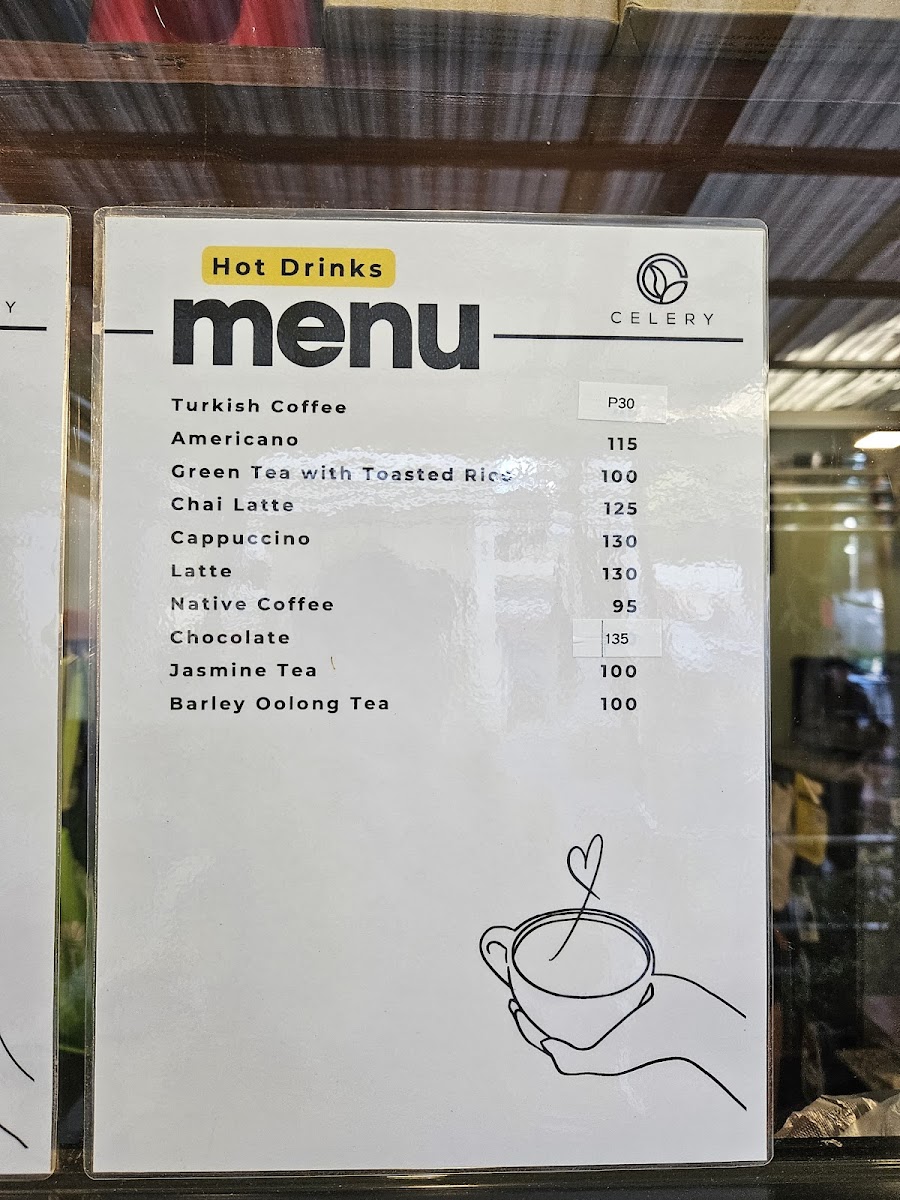 Hot Drinks
menu
CELERY
Y
Turkish Coffee P30
Americano 115
Green Tea with Toasted Rice 100
Chai Latte 125
Cappuccino 130
Latte 130
Native Coffee 95
Chocolate 135
Jasmine Tea 100
Barley Oolong Tea 100